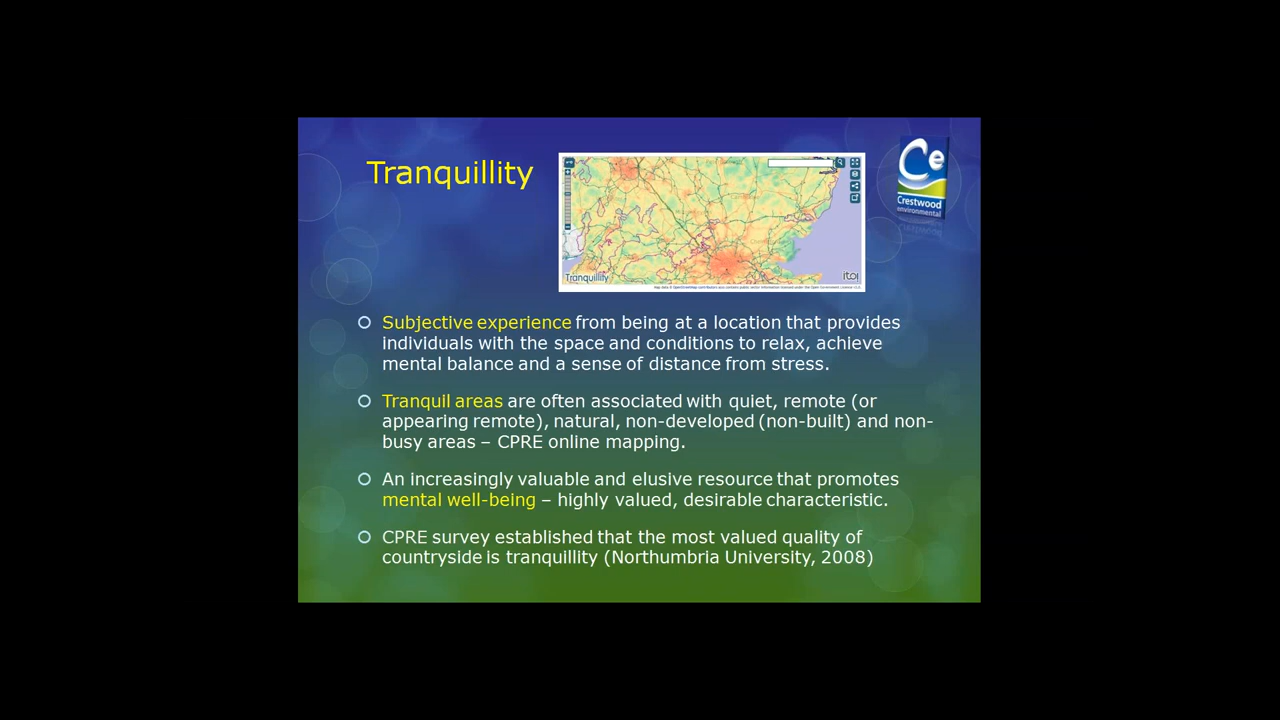 Tranquillity
Ce
Crestwood
environmental
Tranquillity
itoi
Subjective experience from being at a location that provides
individuals with the space and conditions to relax, achieve
mental balance and a sense of distance from stress.
Tranquil areas are often associated with quiet, remote (or
appearing remote), natural, non-developed (non-built) and non-
busy areas – CPRE online mapping.
An increasingly valuable and elusive resource that promotes
mental well-being – highly valued, desirable characteristic.
CPRE survey established that the most valued quality of
countryside is tranquillity (Northumbria University, 2008)